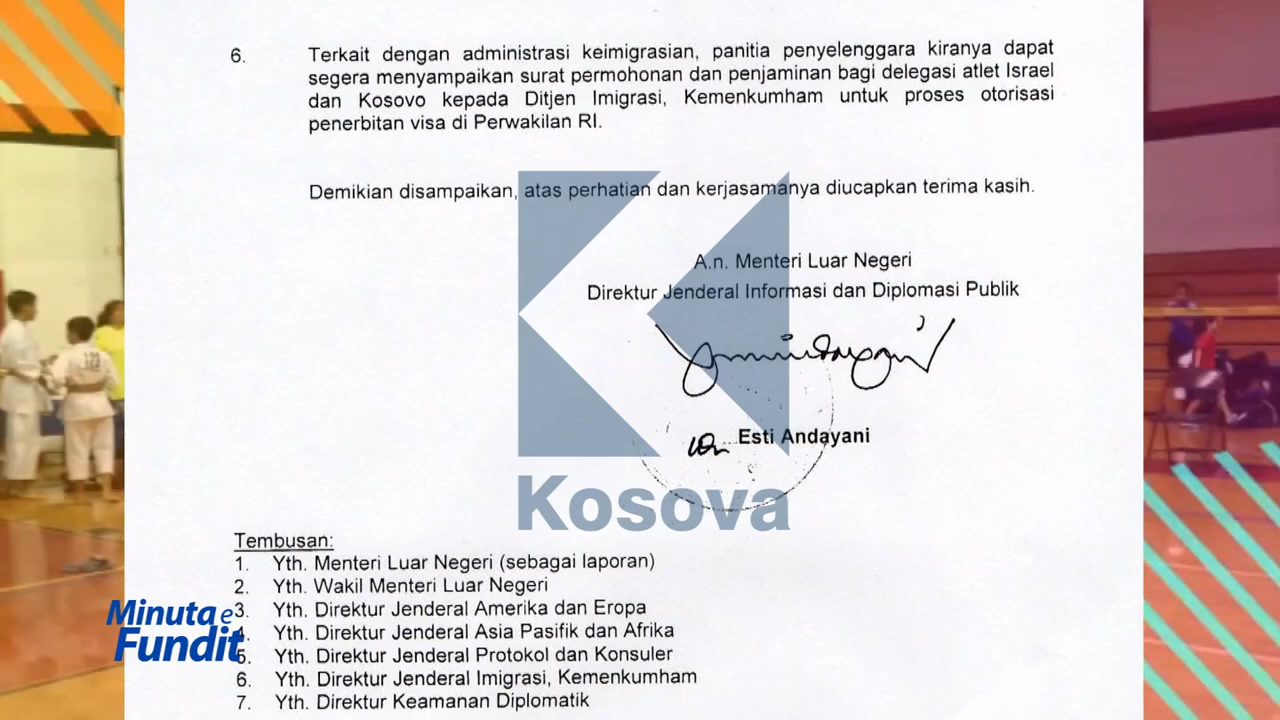 6. Terkait dengan administrasi keimigrasian, panitia penyelenggara kiranya dapat
segera menyampaikan surat permohonan dan penjaminan bagi delegasi atlet Israel
dan Kosovo kepada Ditjen Imigrasi, Kemenkumham untuk proses otorisasi
penerbitan visa di Perwakilan RI.
Demikian disampaikan, atas perhatian dan kerjasamanya diucapkan terima kasih.
A.n. Menteri Luar Negeri
Direktur Jenderal Informasi dan Diplomasi Publik
Esti Andayani
Kosova
Tembusan:
1. Yth. Menteri Luar Negeri (sebagai laporan)
2. Yth. Wakil Menteri Luar Negeri
3. Yth. Direktur Jenderal Amerika dan Eropa
4. Yth. Direktur Jenderal Asia Pasifik dan Afrika
5. Yth. Direktur Jenderal Protokol dan Konsuler
6. Yth. Direktur Jenderal Imigrasi, Kemenkumham
7. Yth. Direktur Keamanan Diplomatik
Minuta e
Fundit